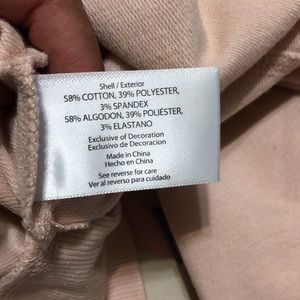 Shell / Exterior
58% COTTON, 39% POLYESTER,
3% SPANDEX
58% ALGODON, 39% POLIÉSTER,
3% ELASTANO
Exclusive of Decoration
Exclusivo de Decoracion
Made in China
Hecho en China
See reverse for care
Ver al reverso para cuidado